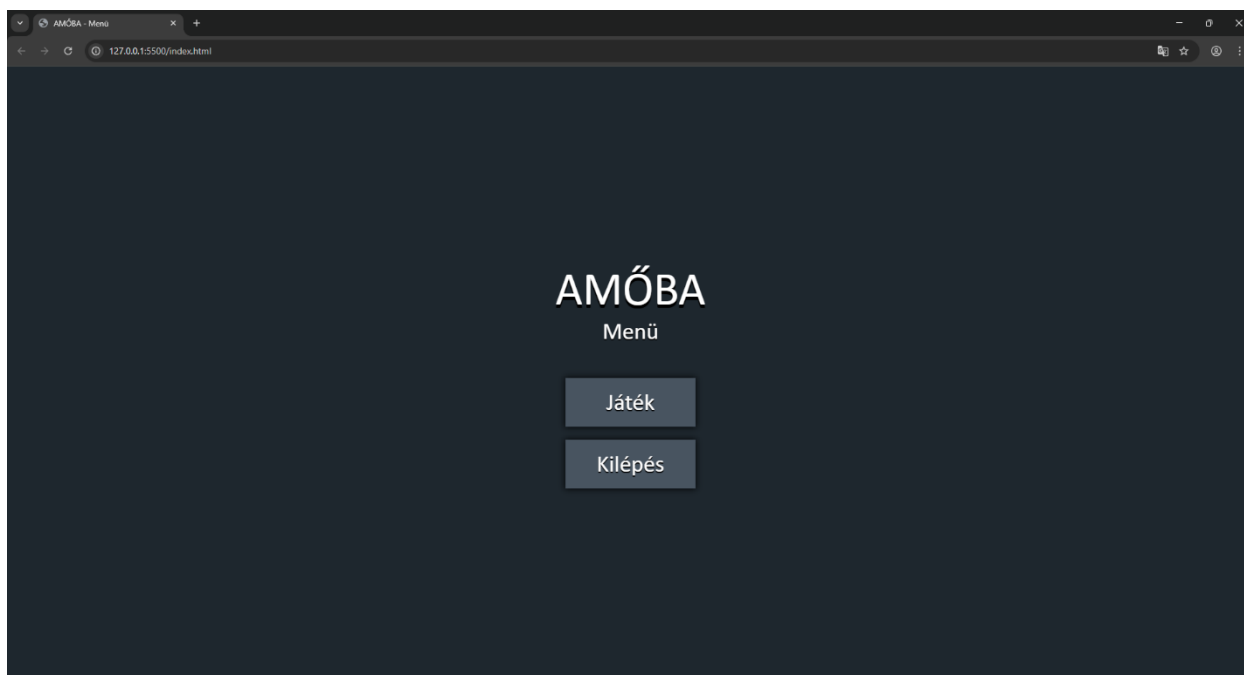 AMŐBA - Menü
127.0.0.1:5500/index.html
AMŐBA
Menü
Játék
Kilépés